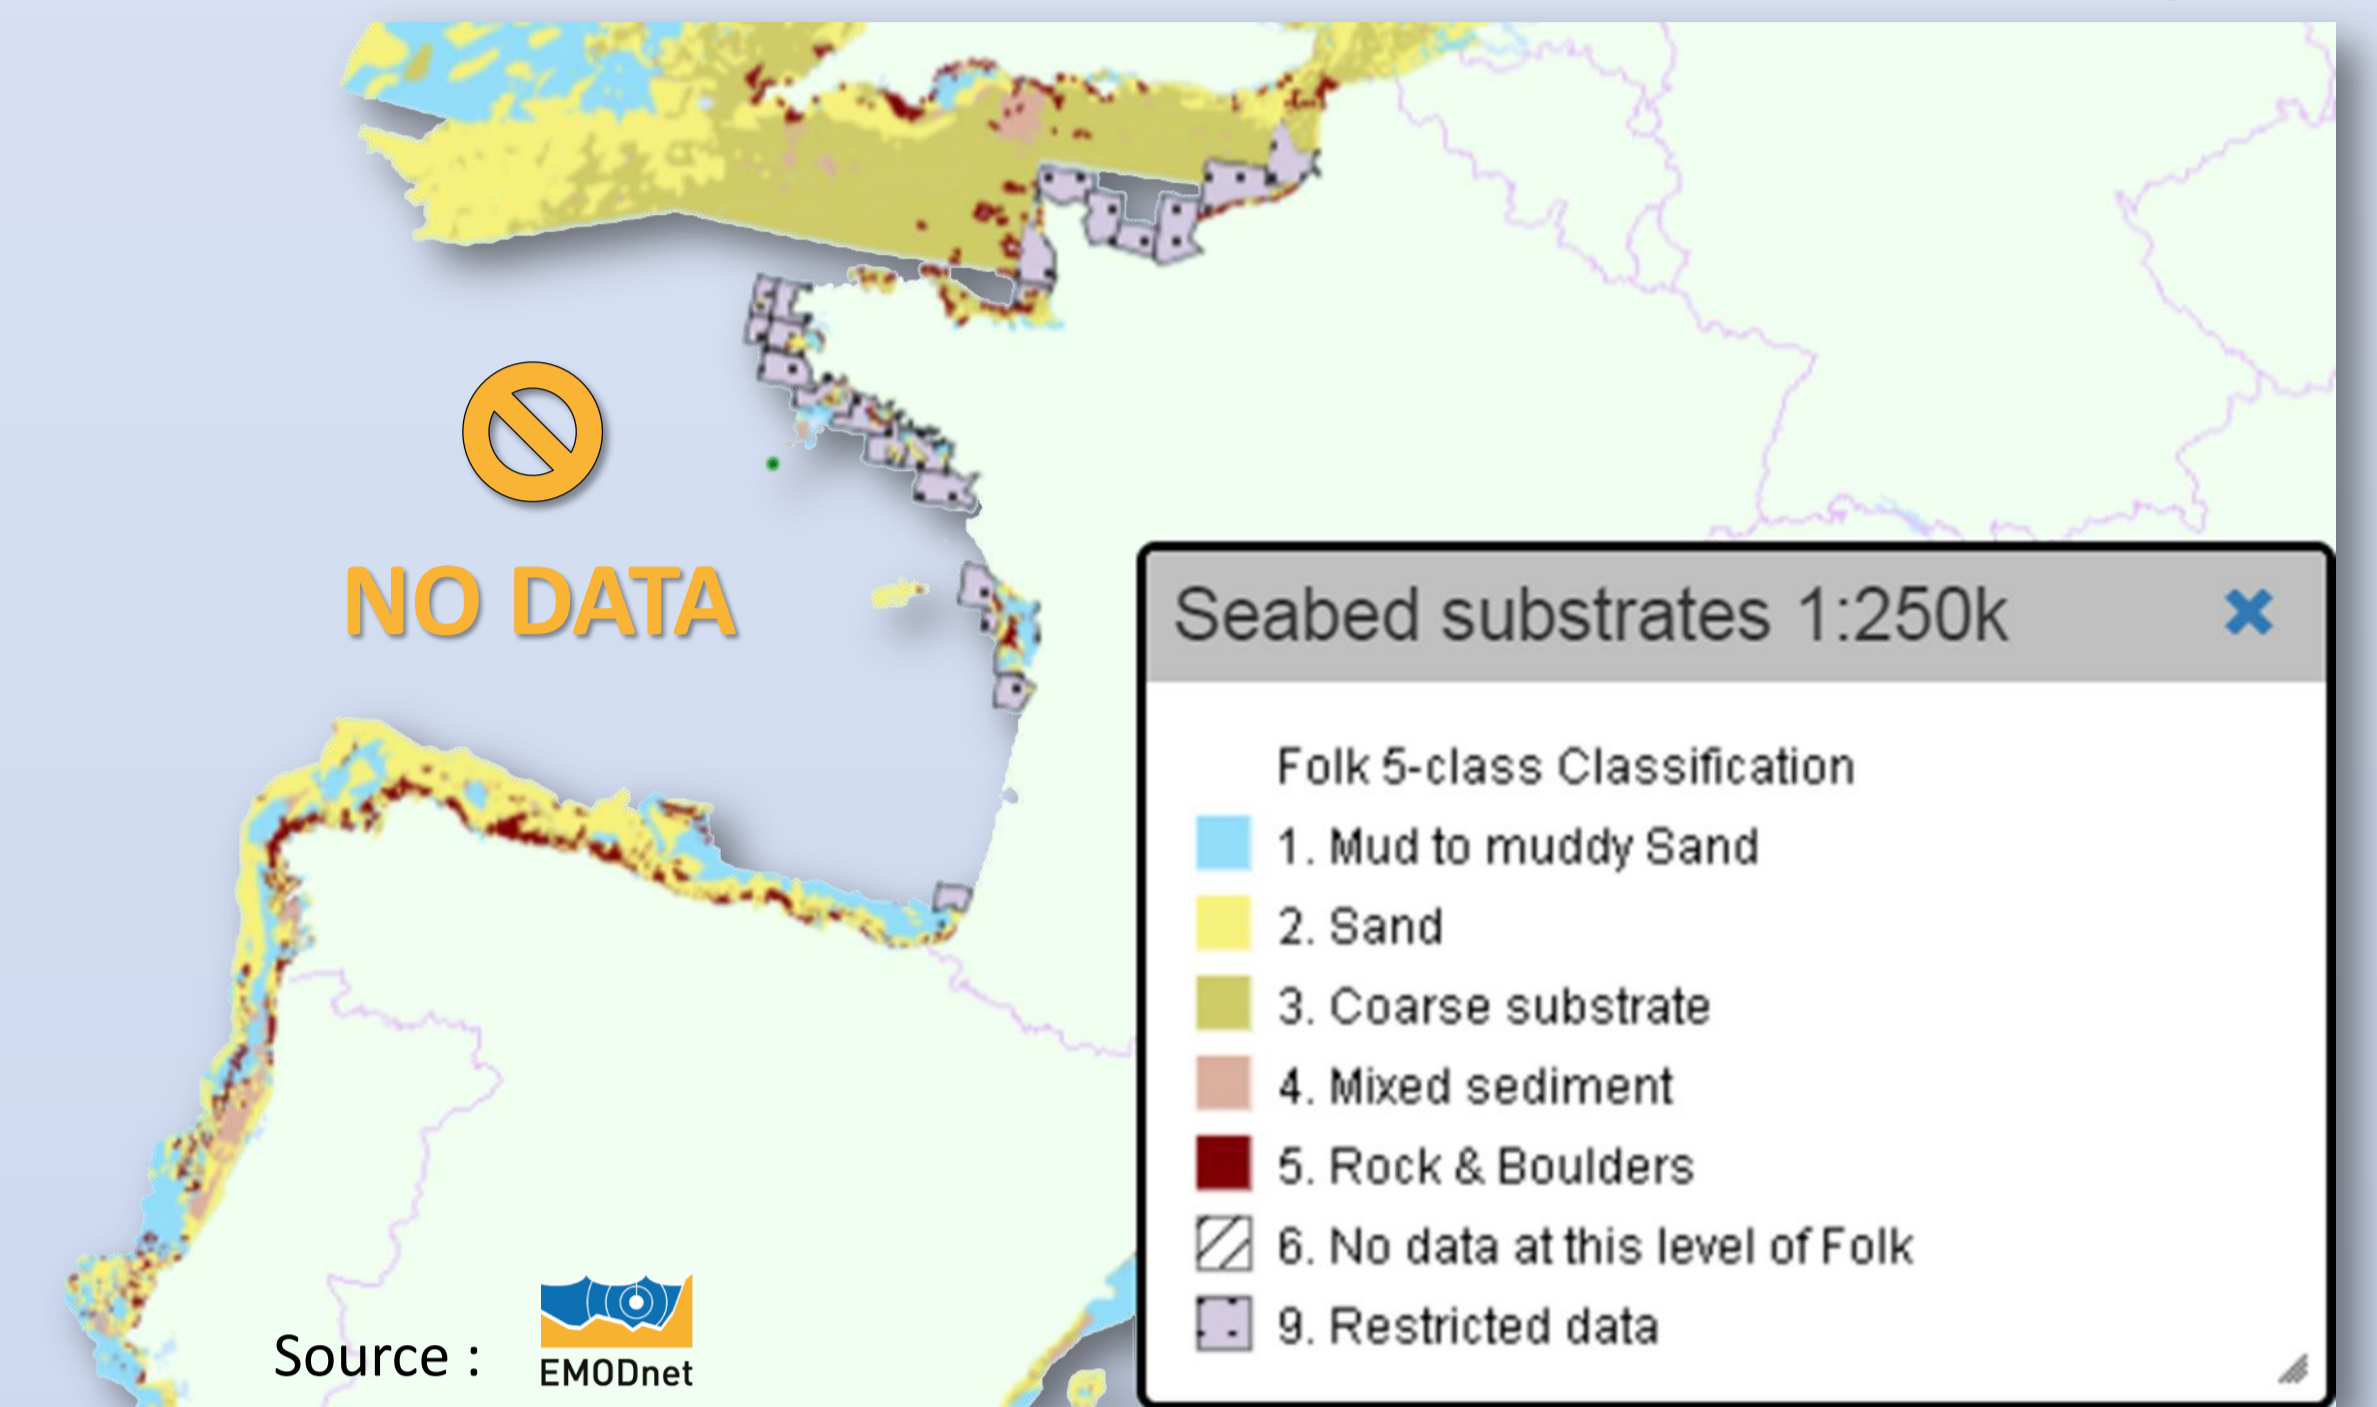 NO DATA
Seabed substrates 1:250k
Folk 5-class Classification
1. Mud to muddy Sand
2. Sand
3. Coarse substrate
4. Mixed sediment
5. Rock & Boulders
6. No data at this level of Folk
9. Restricted data
Source :
EMODnet